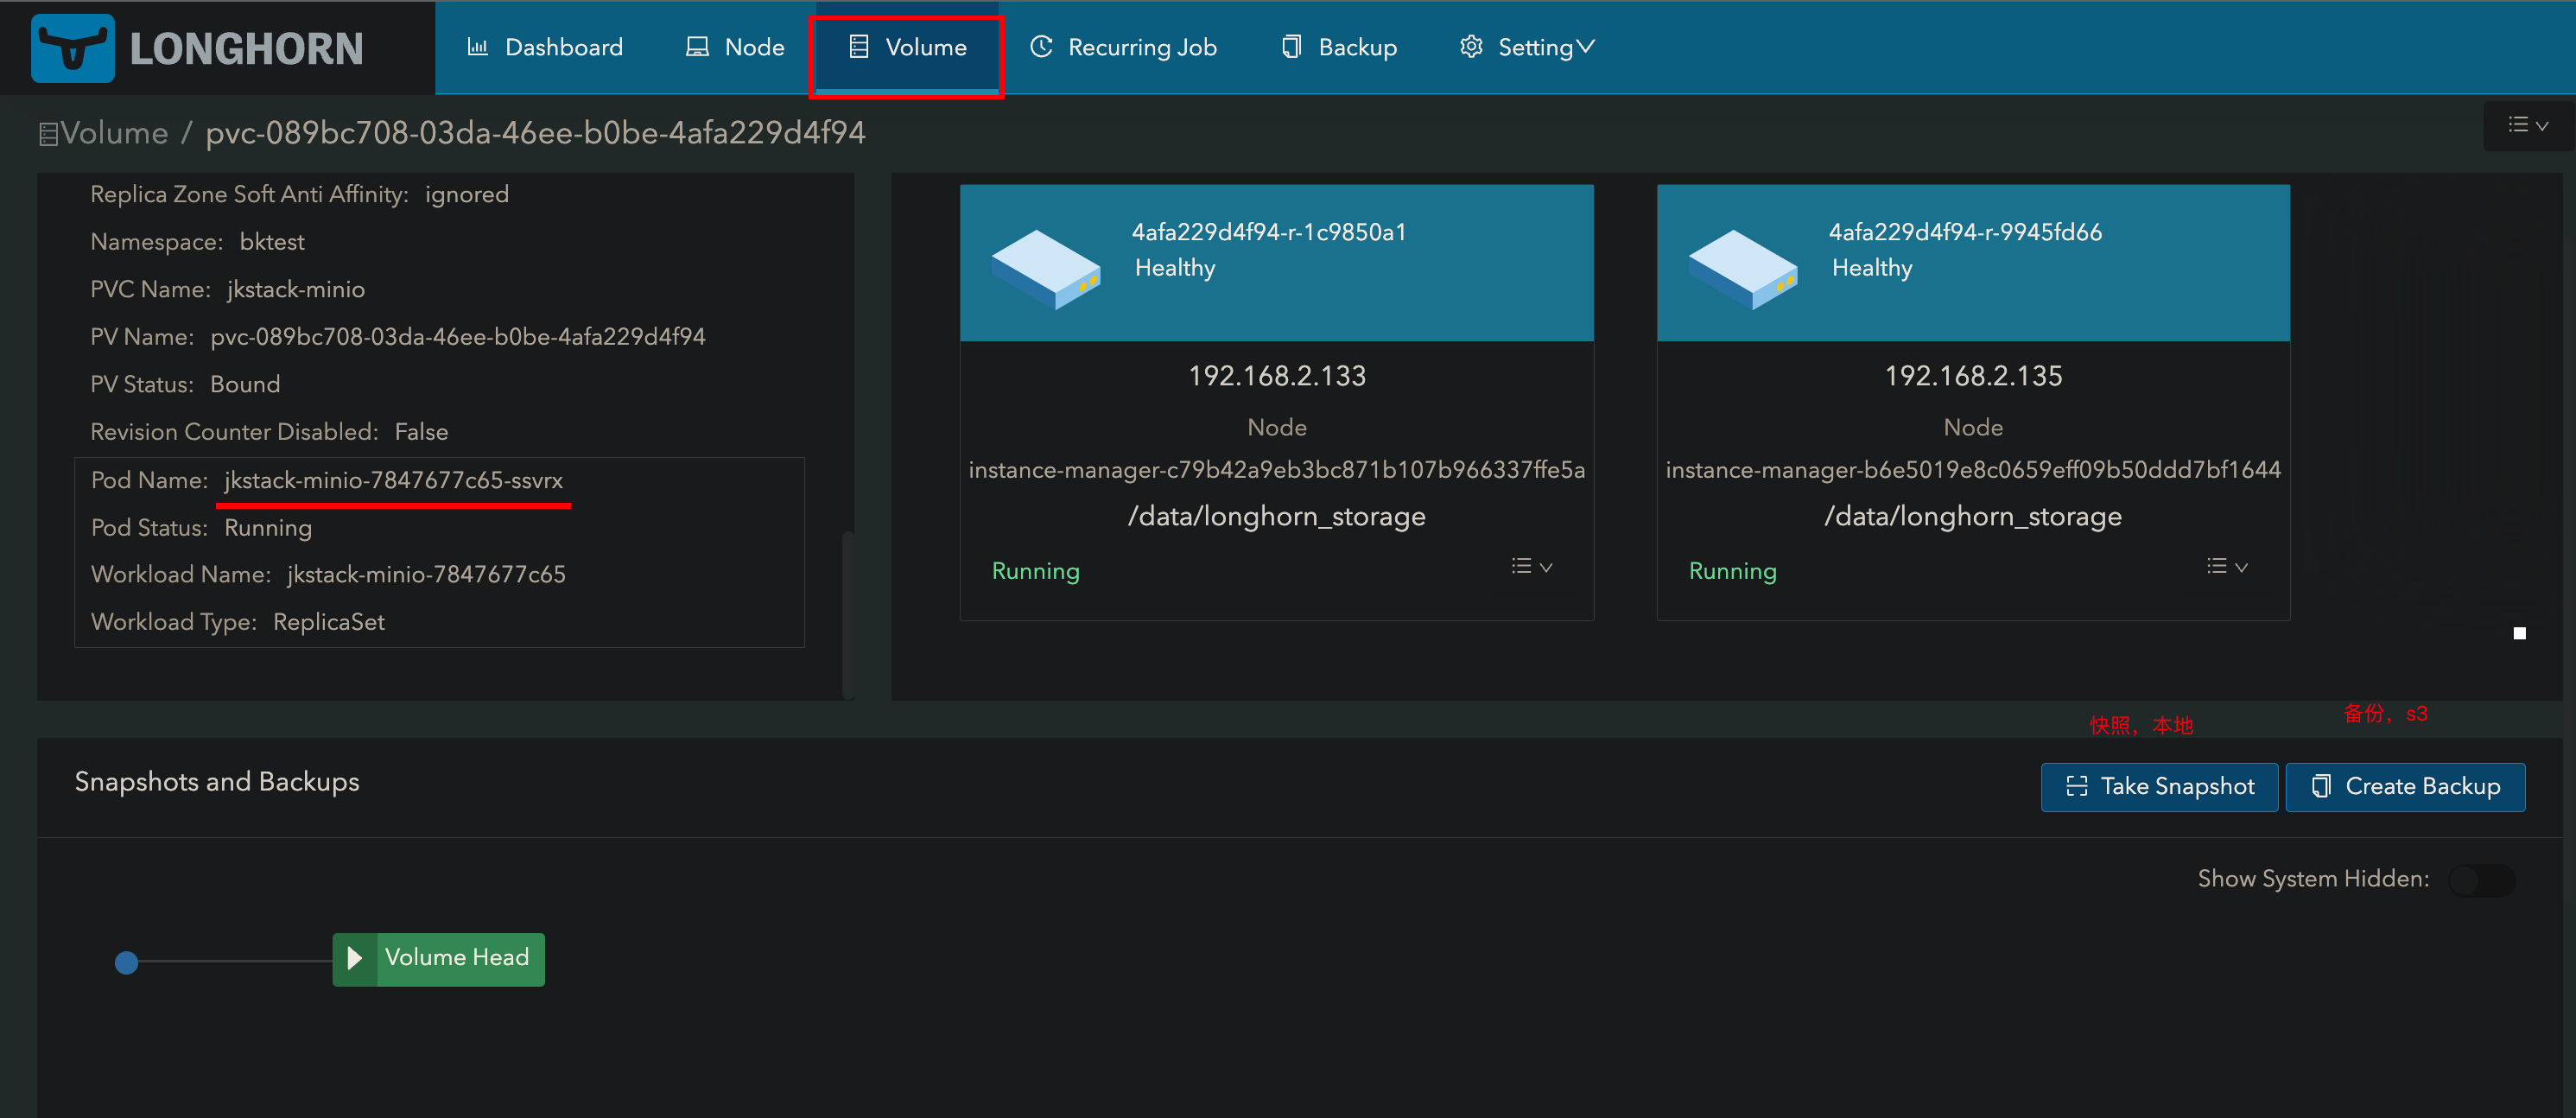 LONGHORN
Dashboard
Node
Volume
Recurring Job
Backup
Setting
Volume / pvc-089bc708-03da-46ee-b0be-4afa229d4f94
Replica Zone Soft Anti Affinity: ignored
Namespace: bktest
PVC Name: jkstack-minio
PV Name: pvc-089bc708-03da-46ee-b0be-4afa229d4f94
PV Status: Bound
Revision Counter Disabled: False
Pod Name: jkstack-minio-7847677c65-ssvrx
Pod Status: Running
Workload Name: jkstack-minio-7847677c65
Workload Type: ReplicaSet
4afa229d4f94-r-1c9850a1
Healthy
192.168.2.133
Node
instance-manager-c79b42a9eb3bc871b107b966337ffe5a
/data/longhorn_storage
Running
4afa229d4f94-r-9945fd66
Healthy
192.168.2.135
Node
instance-manager-b6e5019e8c0659eff09b50ddd7bf1644
/data/longhorn_storage
Running
快照，本地
备份，s3
Snapshots and Backups
Take Snapshot
Create Backup
Show System Hidden:
Volume Head